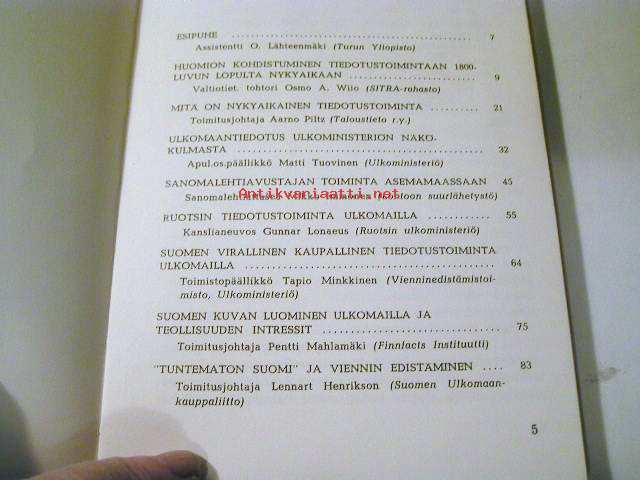 ESIPUHE ........................................ 7
Assistentti O. Lähteenmäki (Turun Yliopisto)
HUOMION KOHDISTUMINEN TIEDOTUSTOIMINTAAN 1800-
LUVUN LOPULTA NYKYAIKAAN .................... 9
Valtiotiet. tohtori Osmo A. Wiio (SITRA-rahasto)
MITÄ ON NYKYAIKAINEN TIEDOTUSTOIMINTA ............ 21
Toimitusjohtaja Aarno Piltz (Taloustieto r.y.)
ULKOMAANTIEDOTUS ULKOMINISTERIÖN NÄKÖ-
KULMASTA ........................................ 32
Apul.os.päällikkö Matti Tuovinen (Ulkoministeriö)
SANOMALEHTIAVUSTAJAN TOIMINTA ASEMAMAASSAAN 45
Antikvariaatti.net
suurlähetystö)
RUOTSIN TIEDOTUSTOIMINTA ULKOMAILLA ............ 55
Kanslianeuvos Gunnar Lonaeus (Ruotsin ulkoministeriö)
SUOMEN VIRALLINEN KAUPALLINEN TIEDOTUSTOIMINTA
ULKOMAILLA ........................................ 64
Toimistopäällikkö Tapio Minkkinen (Vienninedistämistoi-
misto, Ulkoministeriö)
SUOMEN KUVAN LUOMINEN ULKOMAILLA JA
TEOLLISUUDEN INTRESSIT ................................ 75
Toimitusjohtaja Pentti Mahlamäki (Finnfacts Instituutti)
"TUNTEMATON SUOMI" JA VIENNIN EDISTÄMINEN .... 83
Toimitusjohtaja Lennart Henrikson (Suomen Ulkomaan-
kauppaliitto)
5